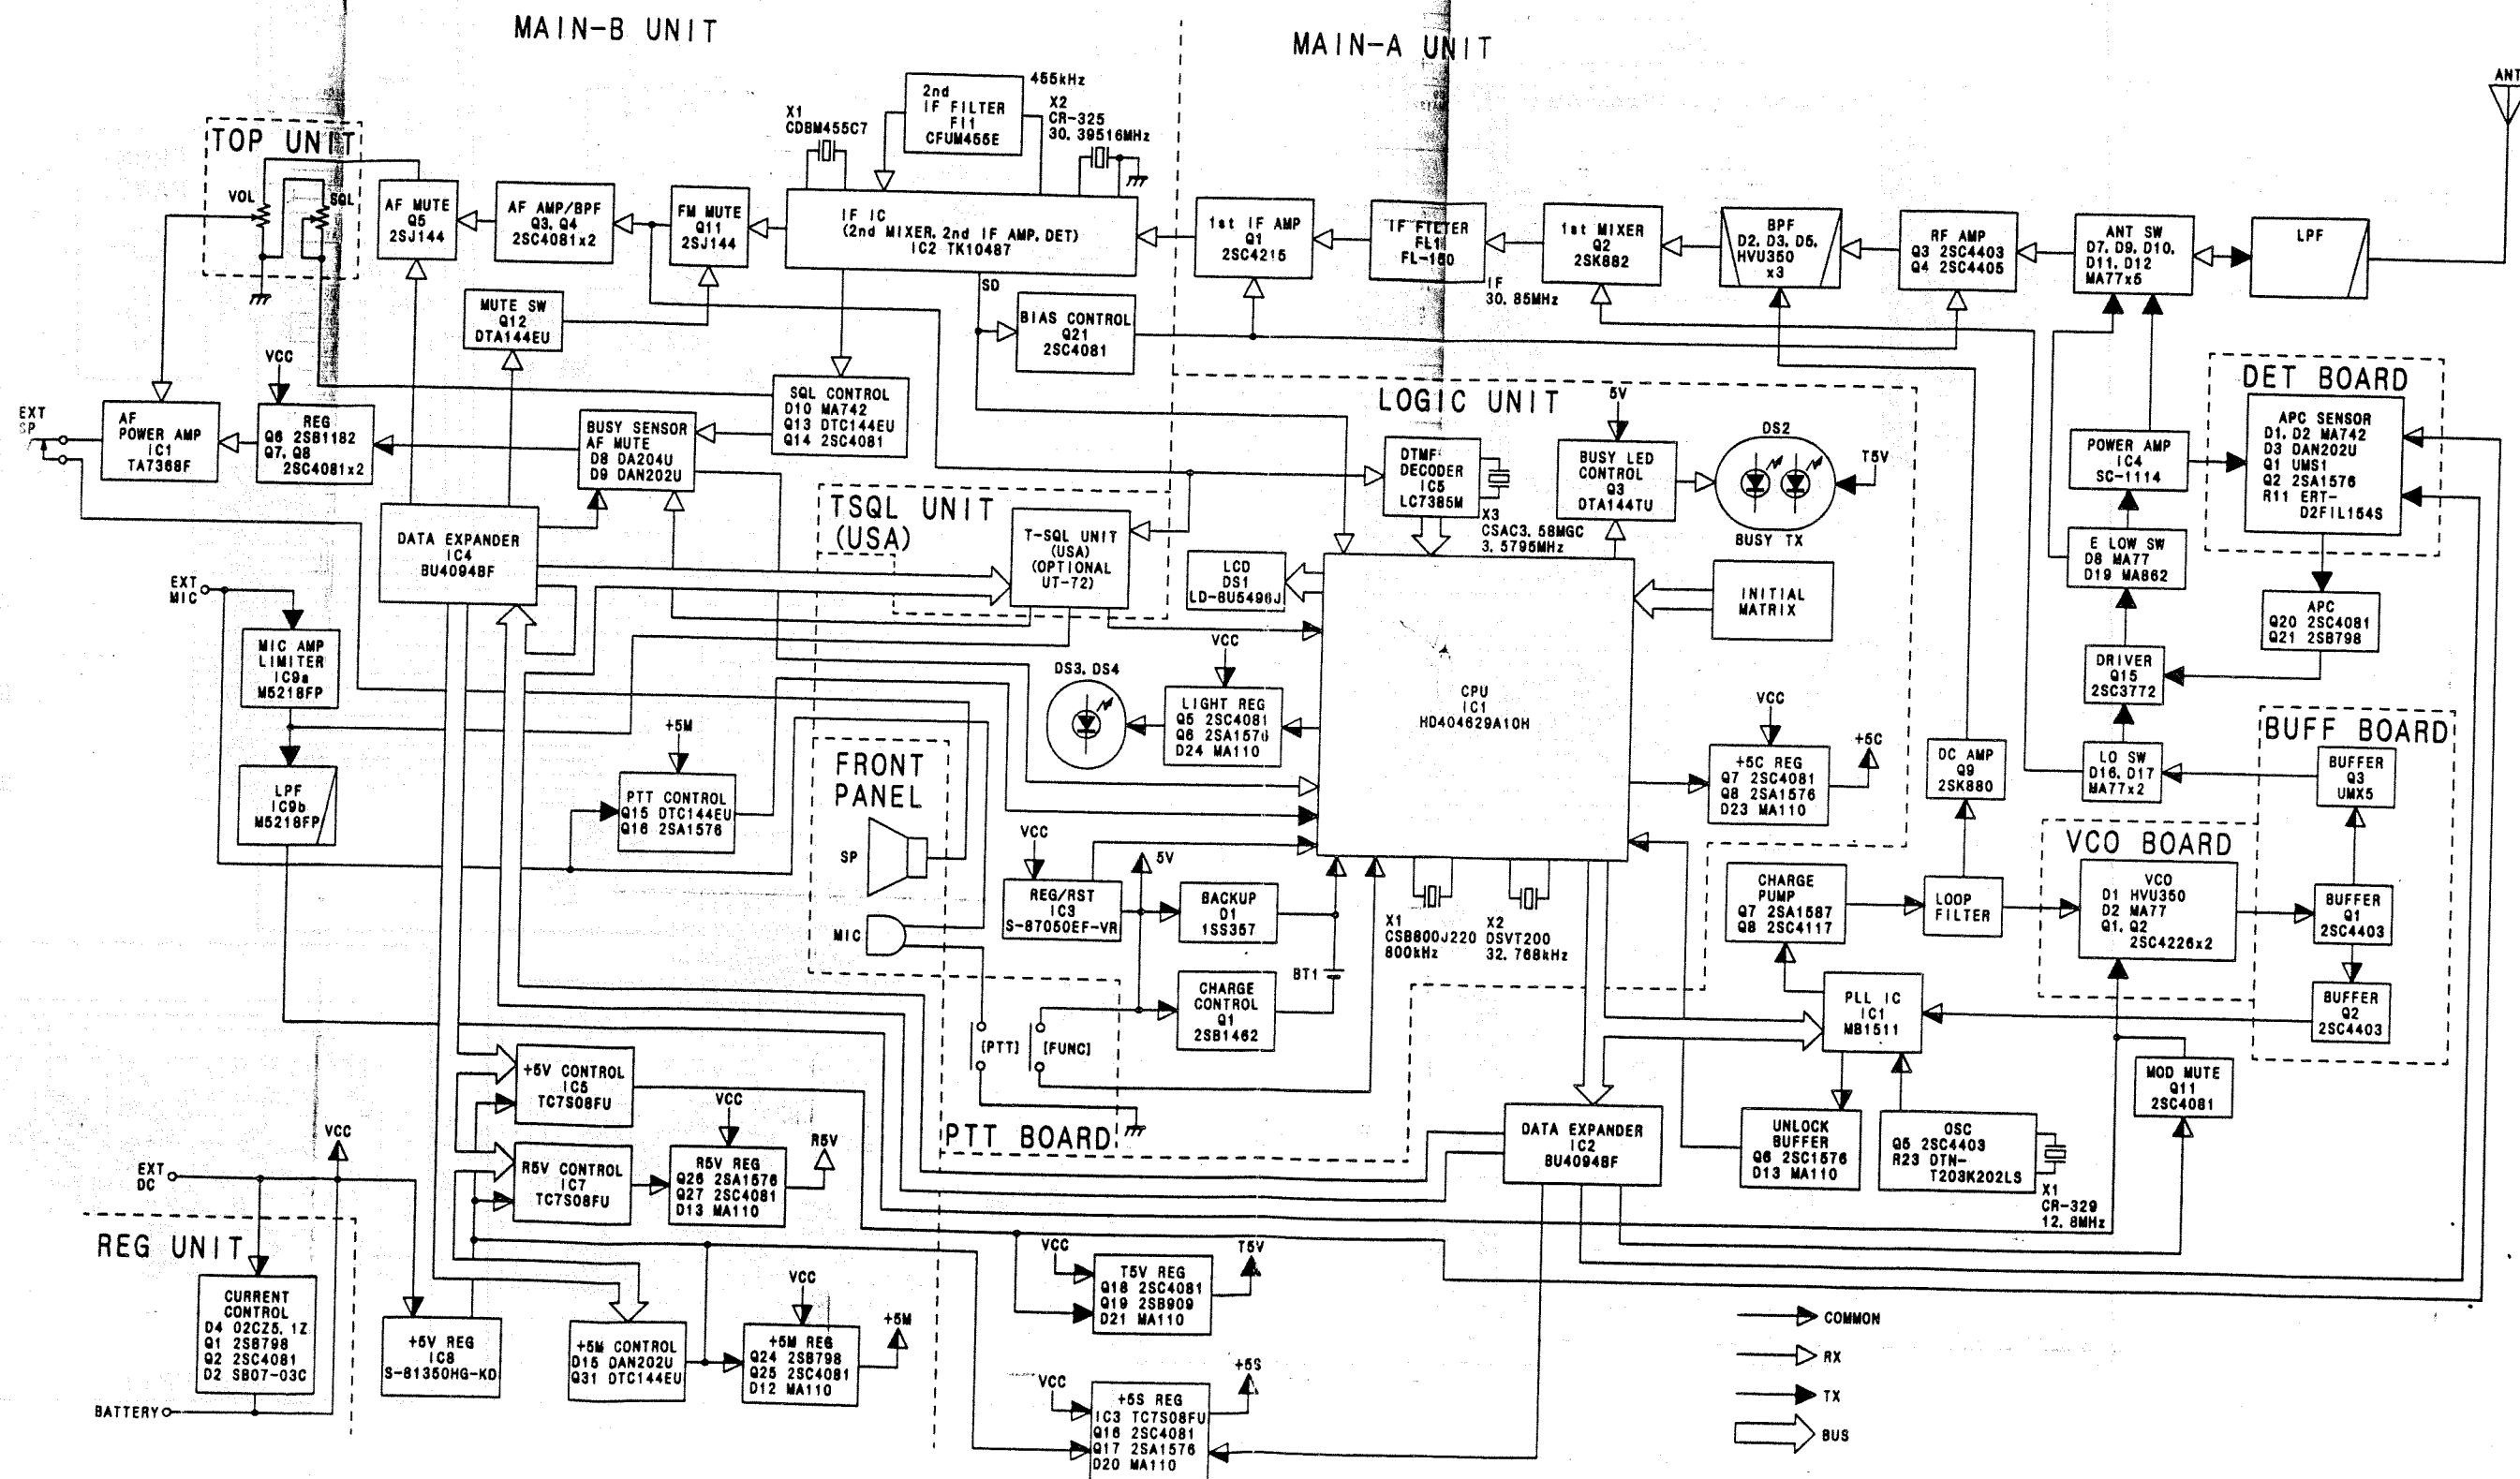 MAIN-B UNIT
MAIN-A UNIT
ANT
TOP UNIT
VOL
SQL
AF MUTE
Q5
2SJ144
AF AMP/BPF
Q3, Q4
2SC4081x2
FM MUTE
Q11
2SJ144
X1
CDBM455C7
2nd
IF FILTER
FI1
CFUM455E
455kHz
X2
CR-325
30.39516MHz
IF IC
(2nd MIXER, 2nd IF AMP, DET)
IC2 TK10487
SD
1st IF AMP
Q1
2SC4215
IF FILTER
FL1
FL-150
IF
30.85MHz
1st MIXER
Q2
2SK882
BPF
D2, D3, D5,
HVU350
x3
RF AMP
Q3 2SC4403
Q4 2SC4405
ANT SW
D7, D9, D10,
D11, D12
MA77x5
LPF
MUTE SW
Q12
DTA144EU
BIAS CONTROL
Q21
2SC4081
VCC
EXT
SP
AF
POWER AMP
IC1
TA7368F
REG
Q6 2SB1182
Q7, Q8
2SC4081x2
BUSY SENSOR
AF MUTE
D8 DA204U
D9 DAN202U
SQL CONTROL
D10 MA742
Q13 DTC144EU
Q14 2SC4081
LOGIC UNIT
DTMF
DECODER
IC5
LC7385M
X3
CSAC3.58MGC
3.5795MHz
5V
BUSY LED
CONTROL
Q3
DTA144TU
DS2
T5V
BUSY TX
DET BOARD
APC SENSOR
D1, D2 MA742
D3 DAN202U
Q1 UMS1
Q2 2SA1576
R11 ERT-
D2FIL154S
POWER AMP
IC4
SC-1114
E LOW SW
D8 MA77
D19 MA862
APC
Q20 2SC4081
Q21 2SB798
DRIVER
Q15
2SC3772
TSQL UNIT
(USA)
T-SQL UNIT
(USA)
(OPTIONAL
UT-72)
DATA EXPANDER
IC4
BU4094BF
LCD
DS1
LD-BU5496J
INITIAL
MATRIX
EXT
MIC
MIC AMP
LIMITER
IC9a
M5218FP
LPF
IC9b
M5218FP
VCC
DS3, DS4
LIGHT REG
Q5 2SC4081
Q6 2SA1576
D24 MA110
CPU
IC1
HD404629A10H
VCC
+5C REG
Q7 2SC4081
Q8 2SA1576
D23 MA110
+5C
DC AMP
Q9
2SK880
LO SW
D16, D17
MA77x2
BUFF BOARD
BUFFER
Q3
UMX5
+5M
PTT CONTROL
Q15 DTC144EU
Q16 2SA1576
FRONT
PANEL
SP
MIC
VCC
REG/RST
IC3
S-87050EF-VR
5V
BACKUP
D1
1SS357
CHARGE
CONTROL
Q1
2SB1462
BT1
X1
CSB800J220
800kHz
X2
DSVT200
32.768kHz
CHARGE
PUMP
Q7 2SA1587
Q8 2SC4117
LOOP
FILTER
VCO BOARD
VCO
D1 HVU350
D2 MA77
Q1, Q2
2SC4226x2
BUFFER
Q1
2SC4403
BUFFER
Q2
2SC4403
PLL IC
IC1
MB1511
MOD MUTE
Q11
2SC4081
[PTT]
[FUNC]
PTT BOARD
DATA EXPANDER
IC2
BU4094BF
UNLOCK
BUFFER
Q6 2SC1576
D13 MA110
OSC
Q5 2SC4403
R23 DTN-
T203K202LS
X1
CR-329
12.8MHz
+5V CONTROL
IC5
TC7S08FU
R5V CONTROL
IC7
TC7S08FU
VCC
R5V REG
Q26 2SA1576
Q27 2SC4081
D13 MA110
R5V
VCC
EXT
DC
REG UNIT
CURRENT
CONTROL
D4 02CZ5.1Z
Q1 2SB798
Q2 2SC4081
D2 SB07-03C
BATTERY
+5V REG
IC8
S-81350HG-KD
+5M CONTROL
D15 DAN202U
Q31 DTC144EU
VCC
+5M REG
Q24 2SB798
Q25 2SC4081
D12 MA110
+5M
VCC
T5V REG
Q18 2SC4081
Q19 2SB909
D21 MA110
T5V
VCC
+5S REG
IC3 TC7S08FU
Q16 2SC4081
Q17 2SA1576
D20 MA110
+5S
COMMON
RX
TX
BUS